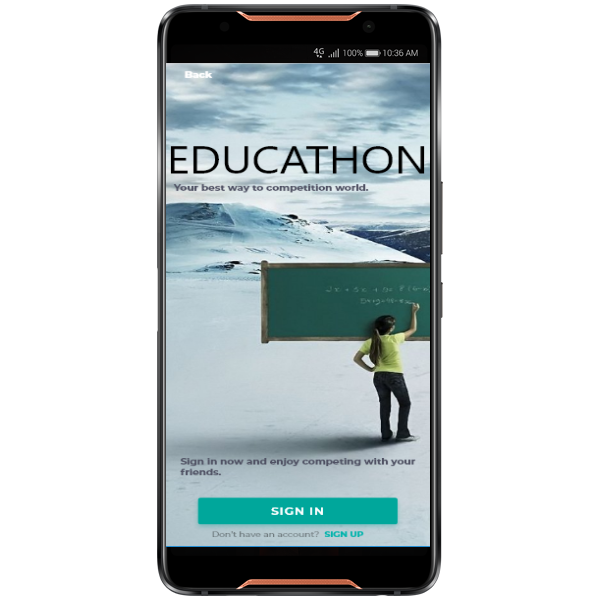 4G 100% 10:36 AM
Back
EDUCATHON
Your best way to competition world.
Sign in now and enjoy competing with your
friends.
SIGN IN
Don't have an account? SIGN UP